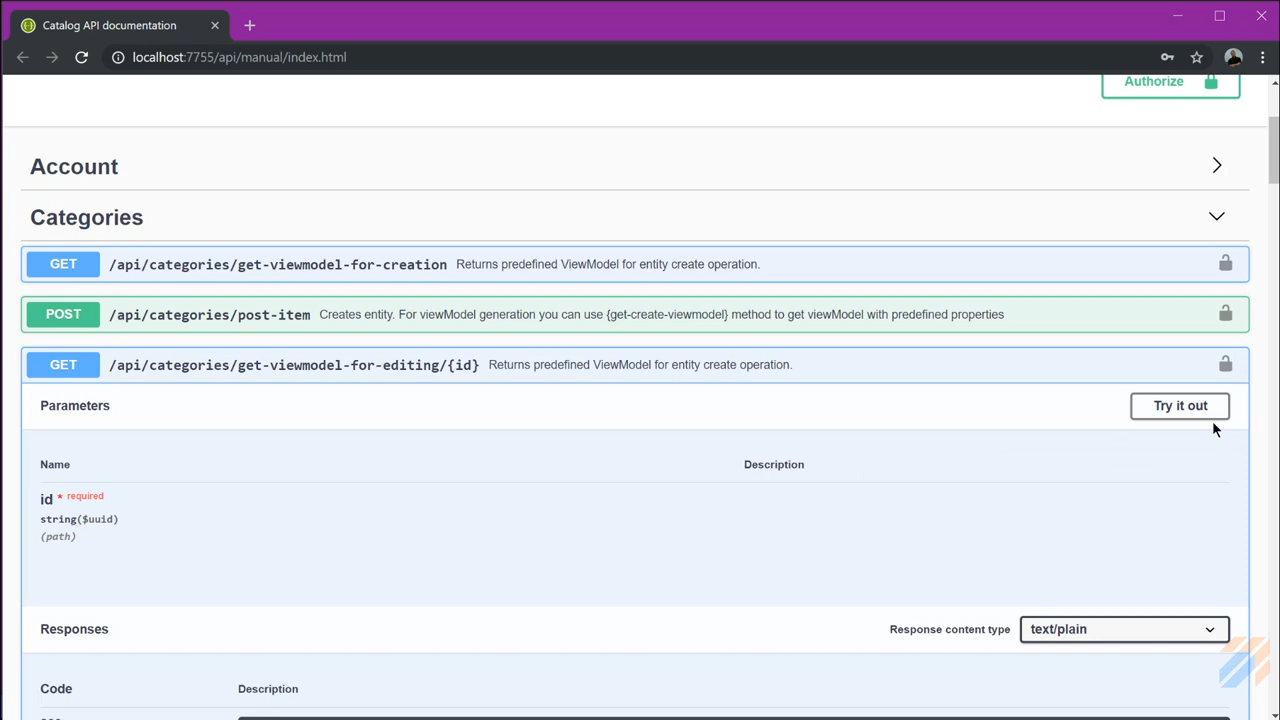 Catalog API documentation
localhost:7755/api/manual/index.html
Authorize
Account
Categories
GET /api/categories/get-viewmodel-for-creation Returns predefined ViewModel for entity create operation.
POST /api/categories/post-item Creates entity. For viewModel generation you can use {get-create-viewmodel} method to get viewModel with predefined properties
GET /api/categories/get-viewmodel-for-editing/{id} Returns predefined ViewModel for entity create operation.
Parameters Try it out
Name Description
id * required
string($uuid)
(path)
Responses Response content type text/plain
Code Description